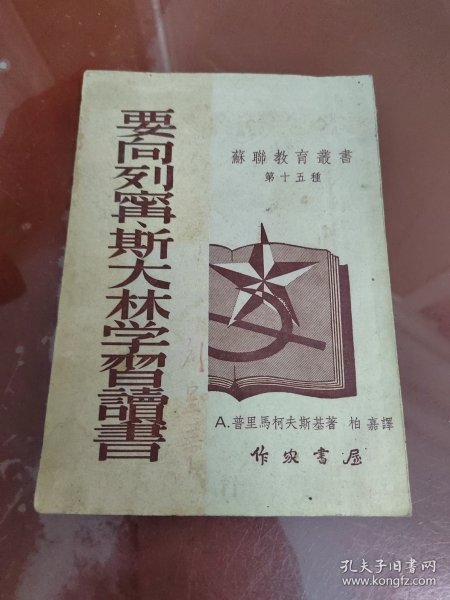 要向列甯、斯大林学習讀書
蘇聯教育叢書
第十五種
A.普里馬柯夫斯基著 柏嘉譯
作家書屋
孔夫子旧书网
www.kongfz.com